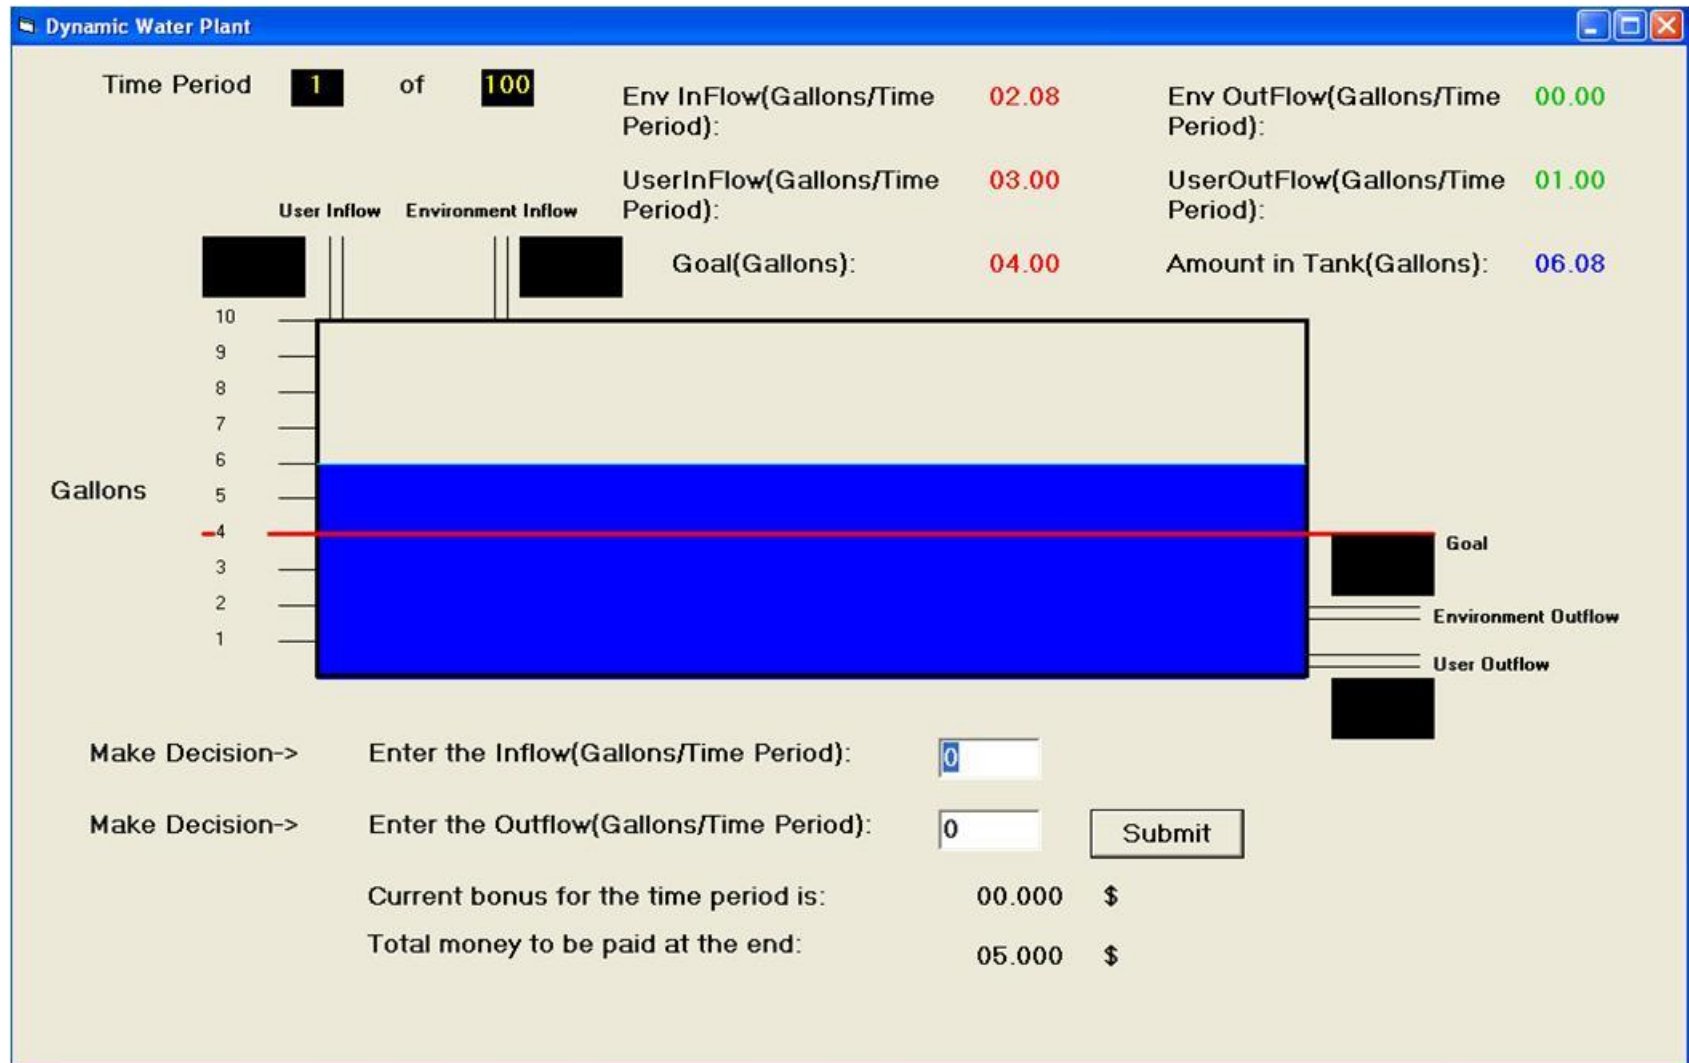 Dynamic Water Plant
Time Period 1 of 100
Env InFlow(Gallons/Time
Period):
02.08
Env OutFlow(Gallons/Time
Period):
00.00
UserInFlow(Gallons/Time
Period):
03.00
UserOutFlow(Gallons/Time
Period):
01.00
User Inflow
Environment Inflow
Goal(Gallons):
04.00
Amount in Tank(Gallons):
06.08
10
9
8
7
6
Gallons
5
4
3
2
1
Goal
Environment Outflow
User Outflow
Make Decision-> Enter the Inflow(Gallons/Time Period): 0
Make Decision-> Enter the Outflow(Gallons/Time Period): 0
Submit
Current bonus for the time period is: 00.000 $
Total money to be paid at the end: 05.000 $